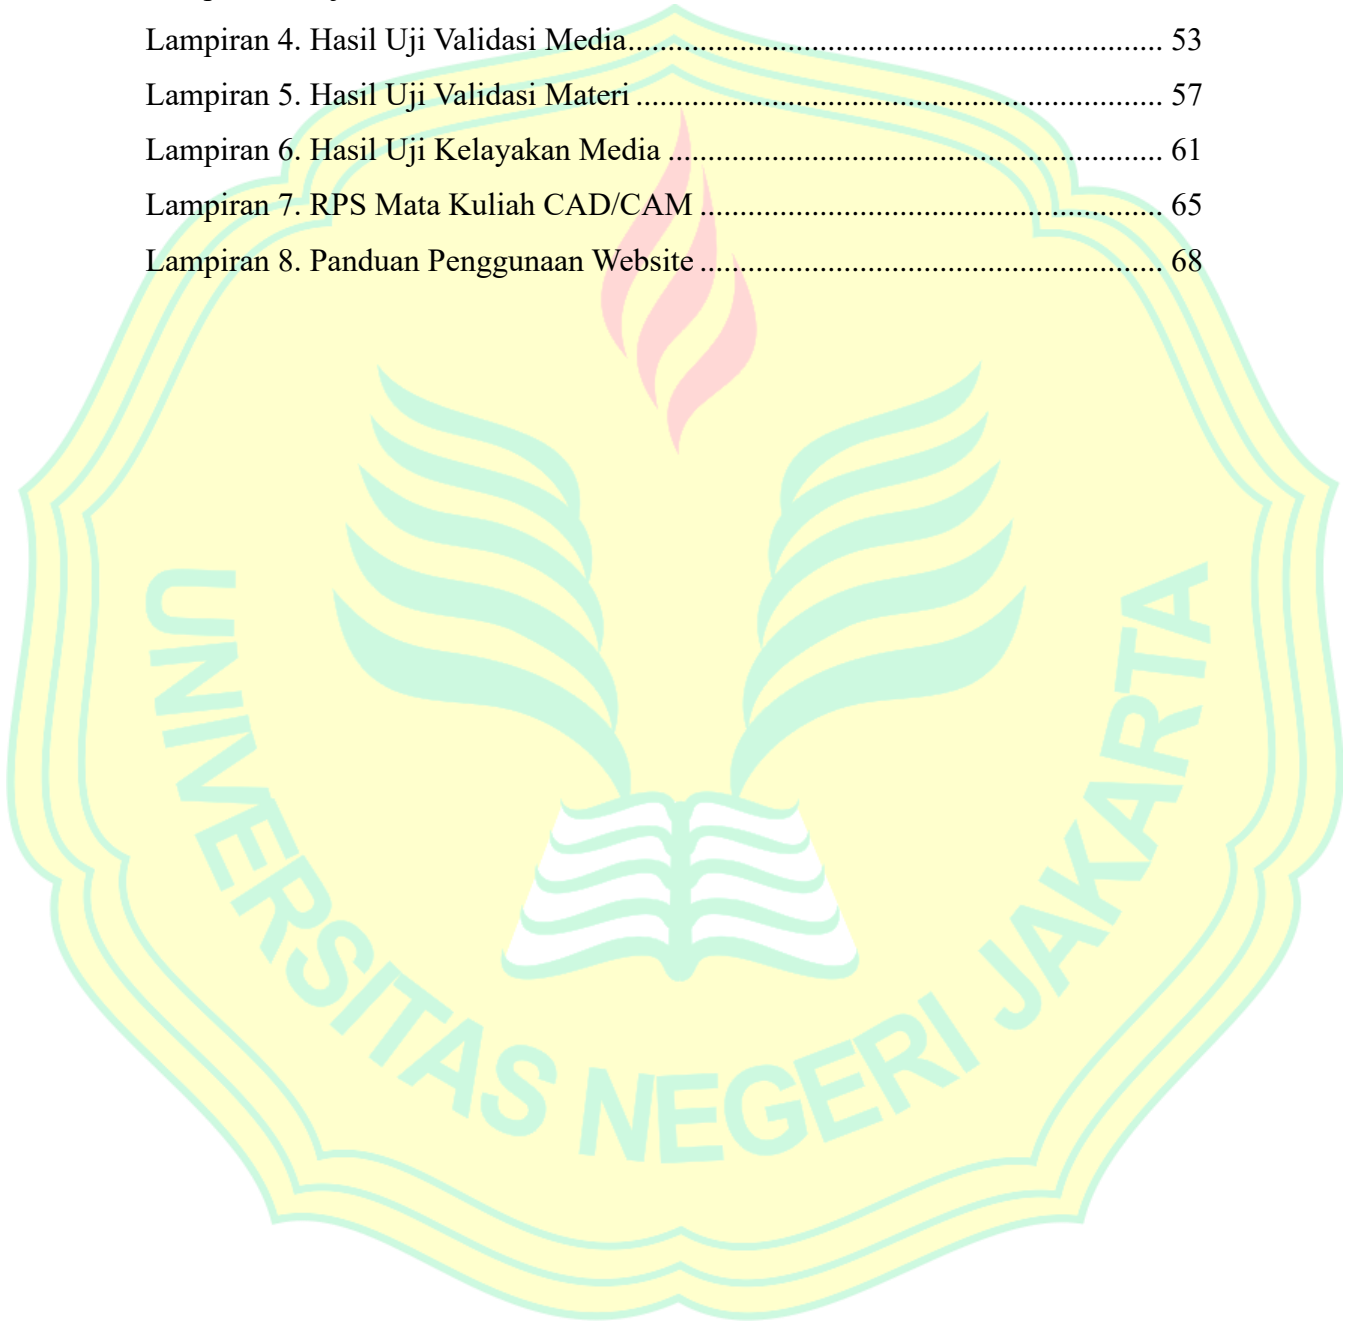 Lampiran 4. Hasil Uji Validasi Media.................................................................. 53
Lampiran 5. Hasil Uji Validasi Materi ................................................................. 57
Lampiran 6. Hasil Uji Kelayakan Media ............................................................. 61
Lampiran 7. RPS Mata Kuliah CAD/CAM ......................................................... 65
Lampiran 8. Panduan Penggunaan Website ......................................................... 68
UNIVERSITAS NEGERI JAKARTA